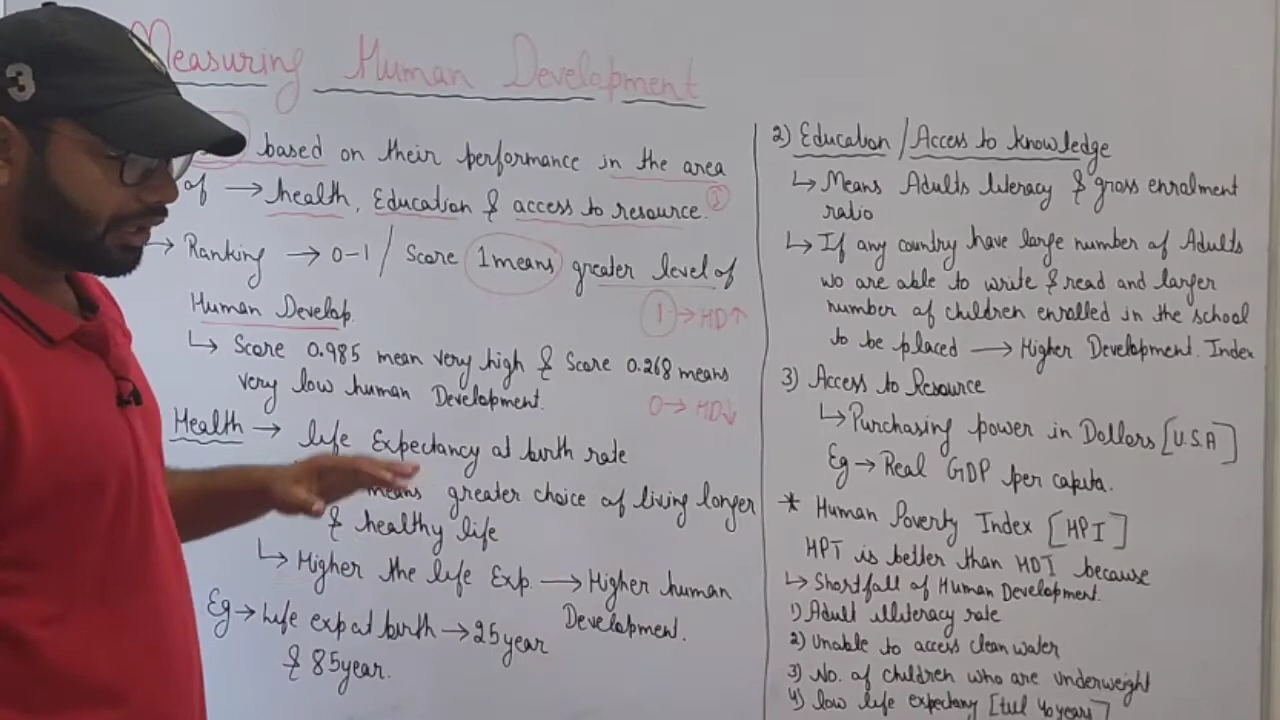 Measuring Human Development
based on their performance in the area
of → health, Education & access to resource. 3
→ Ranking → 0-1 / Score 1 means greater level of
Human Develop.
1 → HD↑
↳ Score 0.985 mean very high & Score 0.268 means
very low human Development.
0 → HD↓
Health → life Expectancy at birth rate
means greater choice of living longer
& healthy life
↳ Higher the life Exp. → Higher human
Development.
Eg → Life exp at birth → 25 year
& 85 year.
2) Education / Access to knowledge
↳ Means Adults literacy & gross enrolment
ratio
↳ If any country have large number of Adults
wo are able to write & read and larger
number of children enrolled in the school
to be placed → Higher Development. Index
3) Access to Resource
↳ Purchasing power in Dollars [U.S.A]
Eg → Real GDP per capita.
* Human Poverty Index [HPI]
HPI is better than HDI because
↳ Shortfall of Human Development.
1) Adult illiteracy rate
2) Unable to access clean water
3) No. of children who are underweight
4) low life expectany [till 40 years]
3